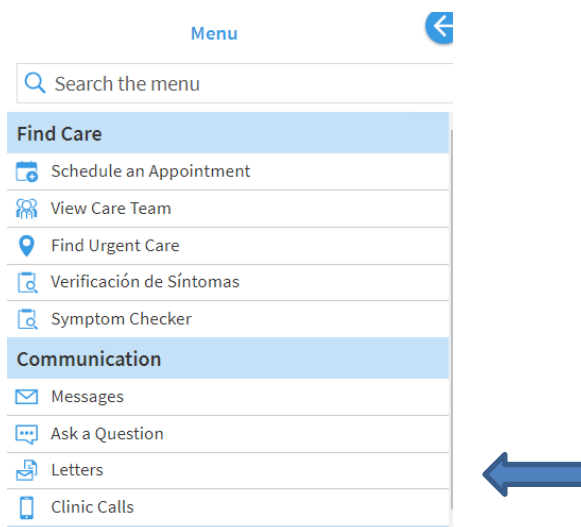 Menu
Search the menu
Find Care
Schedule an Appointment
View Care Team
Find Urgent Care
Verificación de Síntomas
Symptom Checker
Communication
Messages
Ask a Question
Letters
Clinic Calls